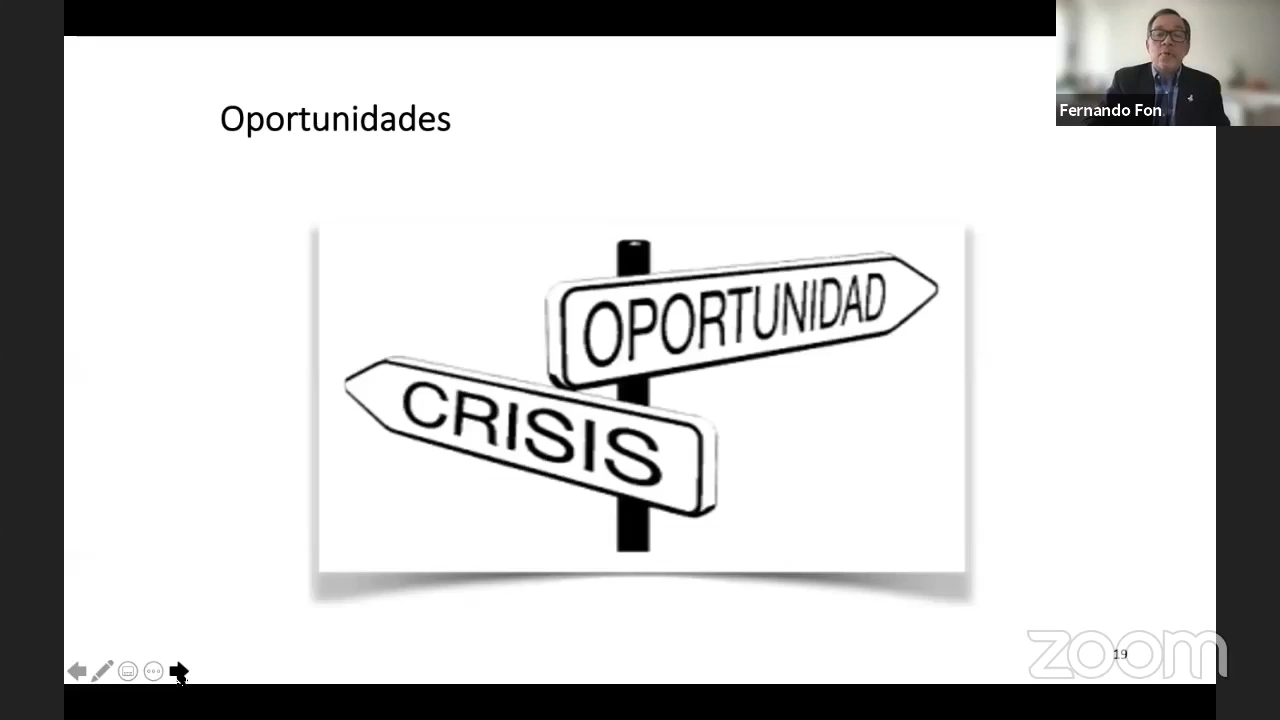 Oportunidades
Fernando Fon
OPORTUNIDAD
CRISIS
zoom
19